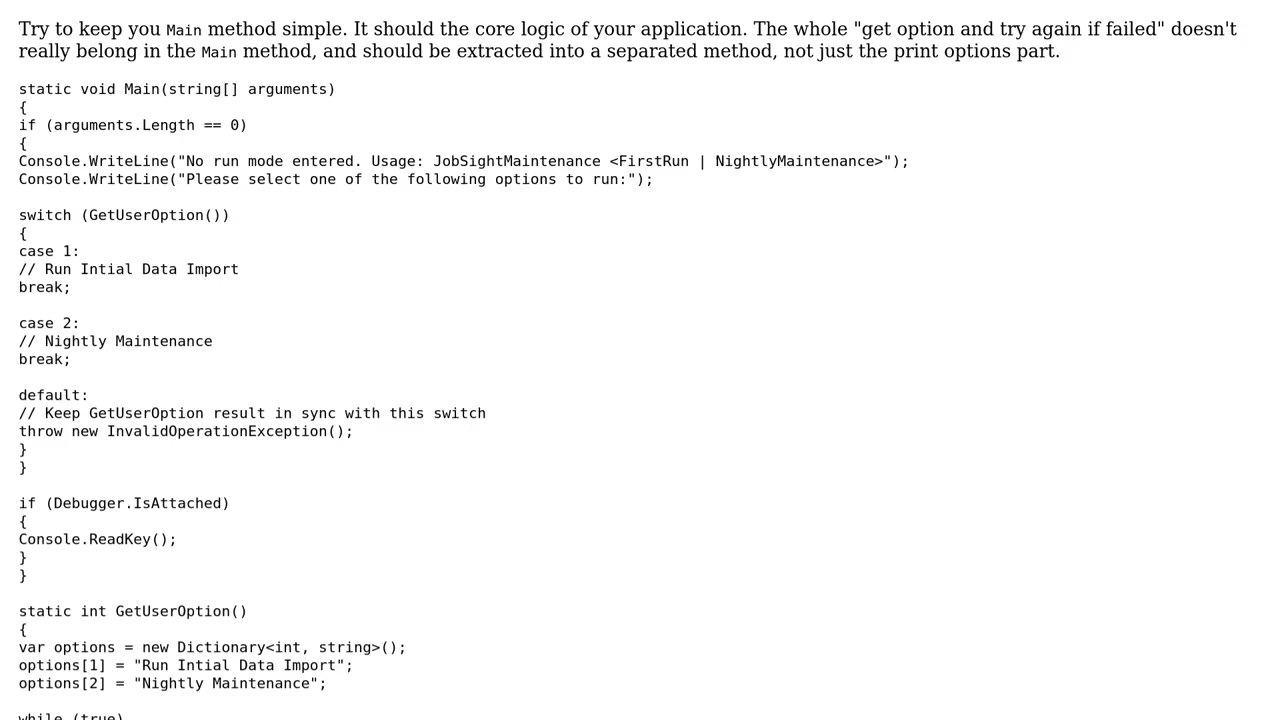 Try to keep you Main method simple. It should the core logic of your application. The whole "get option and try again if failed" doesn't
really belong in the Main method, and should be extracted into a separated method, not just the print options part.
static void Main(string[] arguments)
{
if (arguments.Length == 0)
{
Console.WriteLine("No run mode entered. Usage: JobSightMaintenance <FirstRun | NightlyMaintenance>");
Console.WriteLine("Please select one of the following options to run:");
switch (GetUserOption())
{
case 1:
// Run Intial Data Import
break;
case 2:
// Nightly Maintenance
break;
default:
// Keep GetUserOption result in sync with this switch
throw new InvalidOperationException();
}
}
if (Debugger.IsAttached)
{
Console.ReadKey();
}
}
static int GetUserOption()
{
var options = new Dictionary<int, string>();
options[1] = "Run Intial Data Import";
options[2] = "Nightly Maintenance";
while (true)